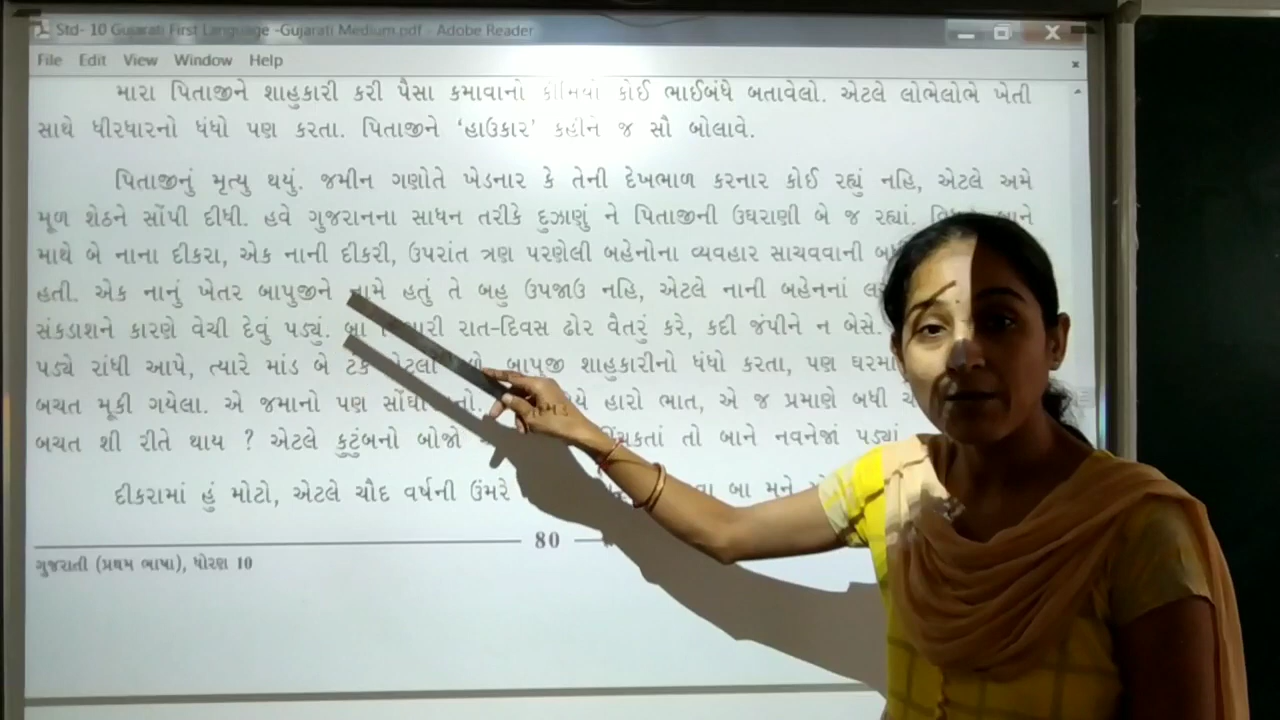 Std- 10 Gujarati First Language -Gujarati Medium.pdf - Adobe Reader
File Edit View Window Help
મારા પિતાજીને શાહુકારી કરી પૈસા કમાવાનો કોઈ ભાઈબંધે બતાવેલો. એટલે લોભેલોભે ખેતી
સાથે ધીરધારનો ધંધો પણ કરતા. પિતાજીને ‘હાઉકાર’ કહીને જ સૌ બોલાવે.
પિતાજીનું મૃત્યુ થયું. જમીન ગણોતે ખેડનાર કે તેની દેખભાળ કરનાર કોઈ રહ્યું નહિ, એટલે અમે
મૂળ શેઠને સોંપી દીધી. હવે ગુજરાનના સાધન તરીકે દુઝાણું ને પિતાજીની ઉઘરાણી બે જ રહ્યાં.
માથે બે નાના દીકરા, એક નાની દીકરી, ઉપરાંત ત્રણ પરણેલી બહેનોના વ્યવહાર સાચવવાની
હતી. એક નાનું ખેતર બાપુજીને નામે હતું તે બહુ ઉપજાઉ નહિ, એટલે નાની બહેનનાં
સંકડાશને કારણે વેચી દેવું પડ્યું. બા રાત-દિવસ ઢોર વૈતરું કરે, કદી જંપીને ન બેસે.
પડ્યે રાંધી આપે, ત્યારે માંડ બે ટંક બાપુજી શાહુકારીનો ધંધો કરતા, પણ ઘરમાં
બચત મૂકી ગયેલા. એ જમાનો પણ સોંઘો હારો ભાત, એ જ પ્રમાણે બધી
બચત શી રીતે થાય ? એટલે કુટુંબનો બોજો તો બાને નવનેજાં પડ્યાં
દીકરામાં હું મોટો, એટલે ચૌદ વર્ષની ઉંમરે બા મને
80
ગુજરાતી (પ્રથમ ભાષા), ધોરણ 10